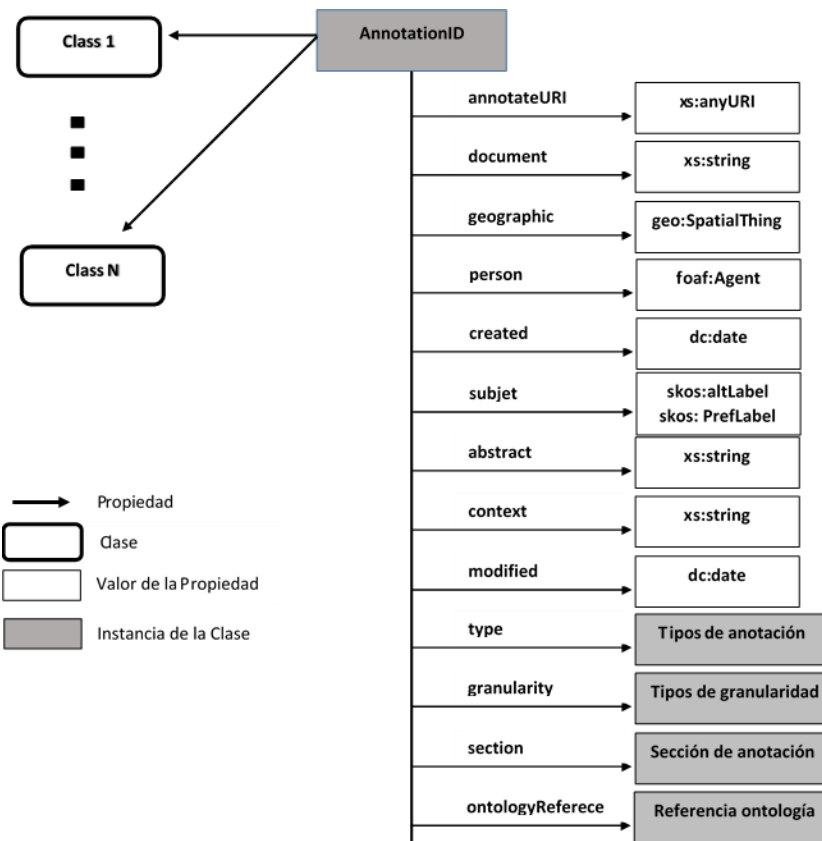 Class 1
AnnotationID
Class N
annotateURI
xs:anyURI
document
xs:string
geographic
geo:SpatialThing
person
foaf:Agent
created
dc:date
subjet
skos:altLabel
skos: PrefLabel
abstract
xs:string
context
xs:string
modified
dc:date
type
Tipos de anotación
granularity
Tipos de granularidad
section
Sección de anotación
ontologyReferece
Referencia ontología
Propiedad
Clase
Valor de la Propiedad
Instancia de la Clase